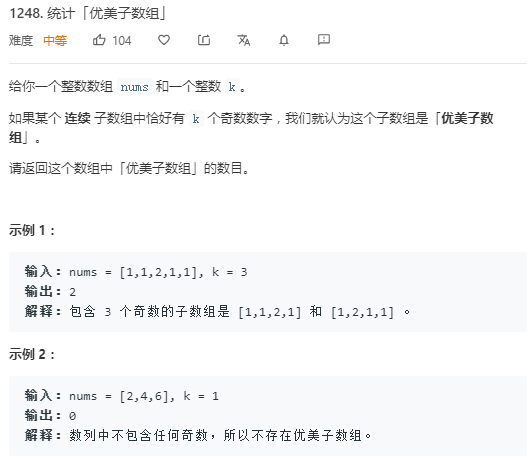 1248. 统计「优美子数组」
难度 中等 104
给你一个整数数组 nums 和一个整数 k。
如果某个 连续 子数组中恰好有 k 个奇数数字，我们就认为这个子数组是「优美子数
组」。
请返回这个数组中「优美子数组」的数目。
示例 1：
输入：nums = [1,1,2,1,1], k = 3
输出：2
解释：包含 3 个奇数的子数组是 [1,1,2,1] 和 [1,2,1,1] 。
示例 2：
输入：nums = [2,4,6], k = 1
输出：0
解释：数列中不包含任何奇数，所以不存在优美子数组。